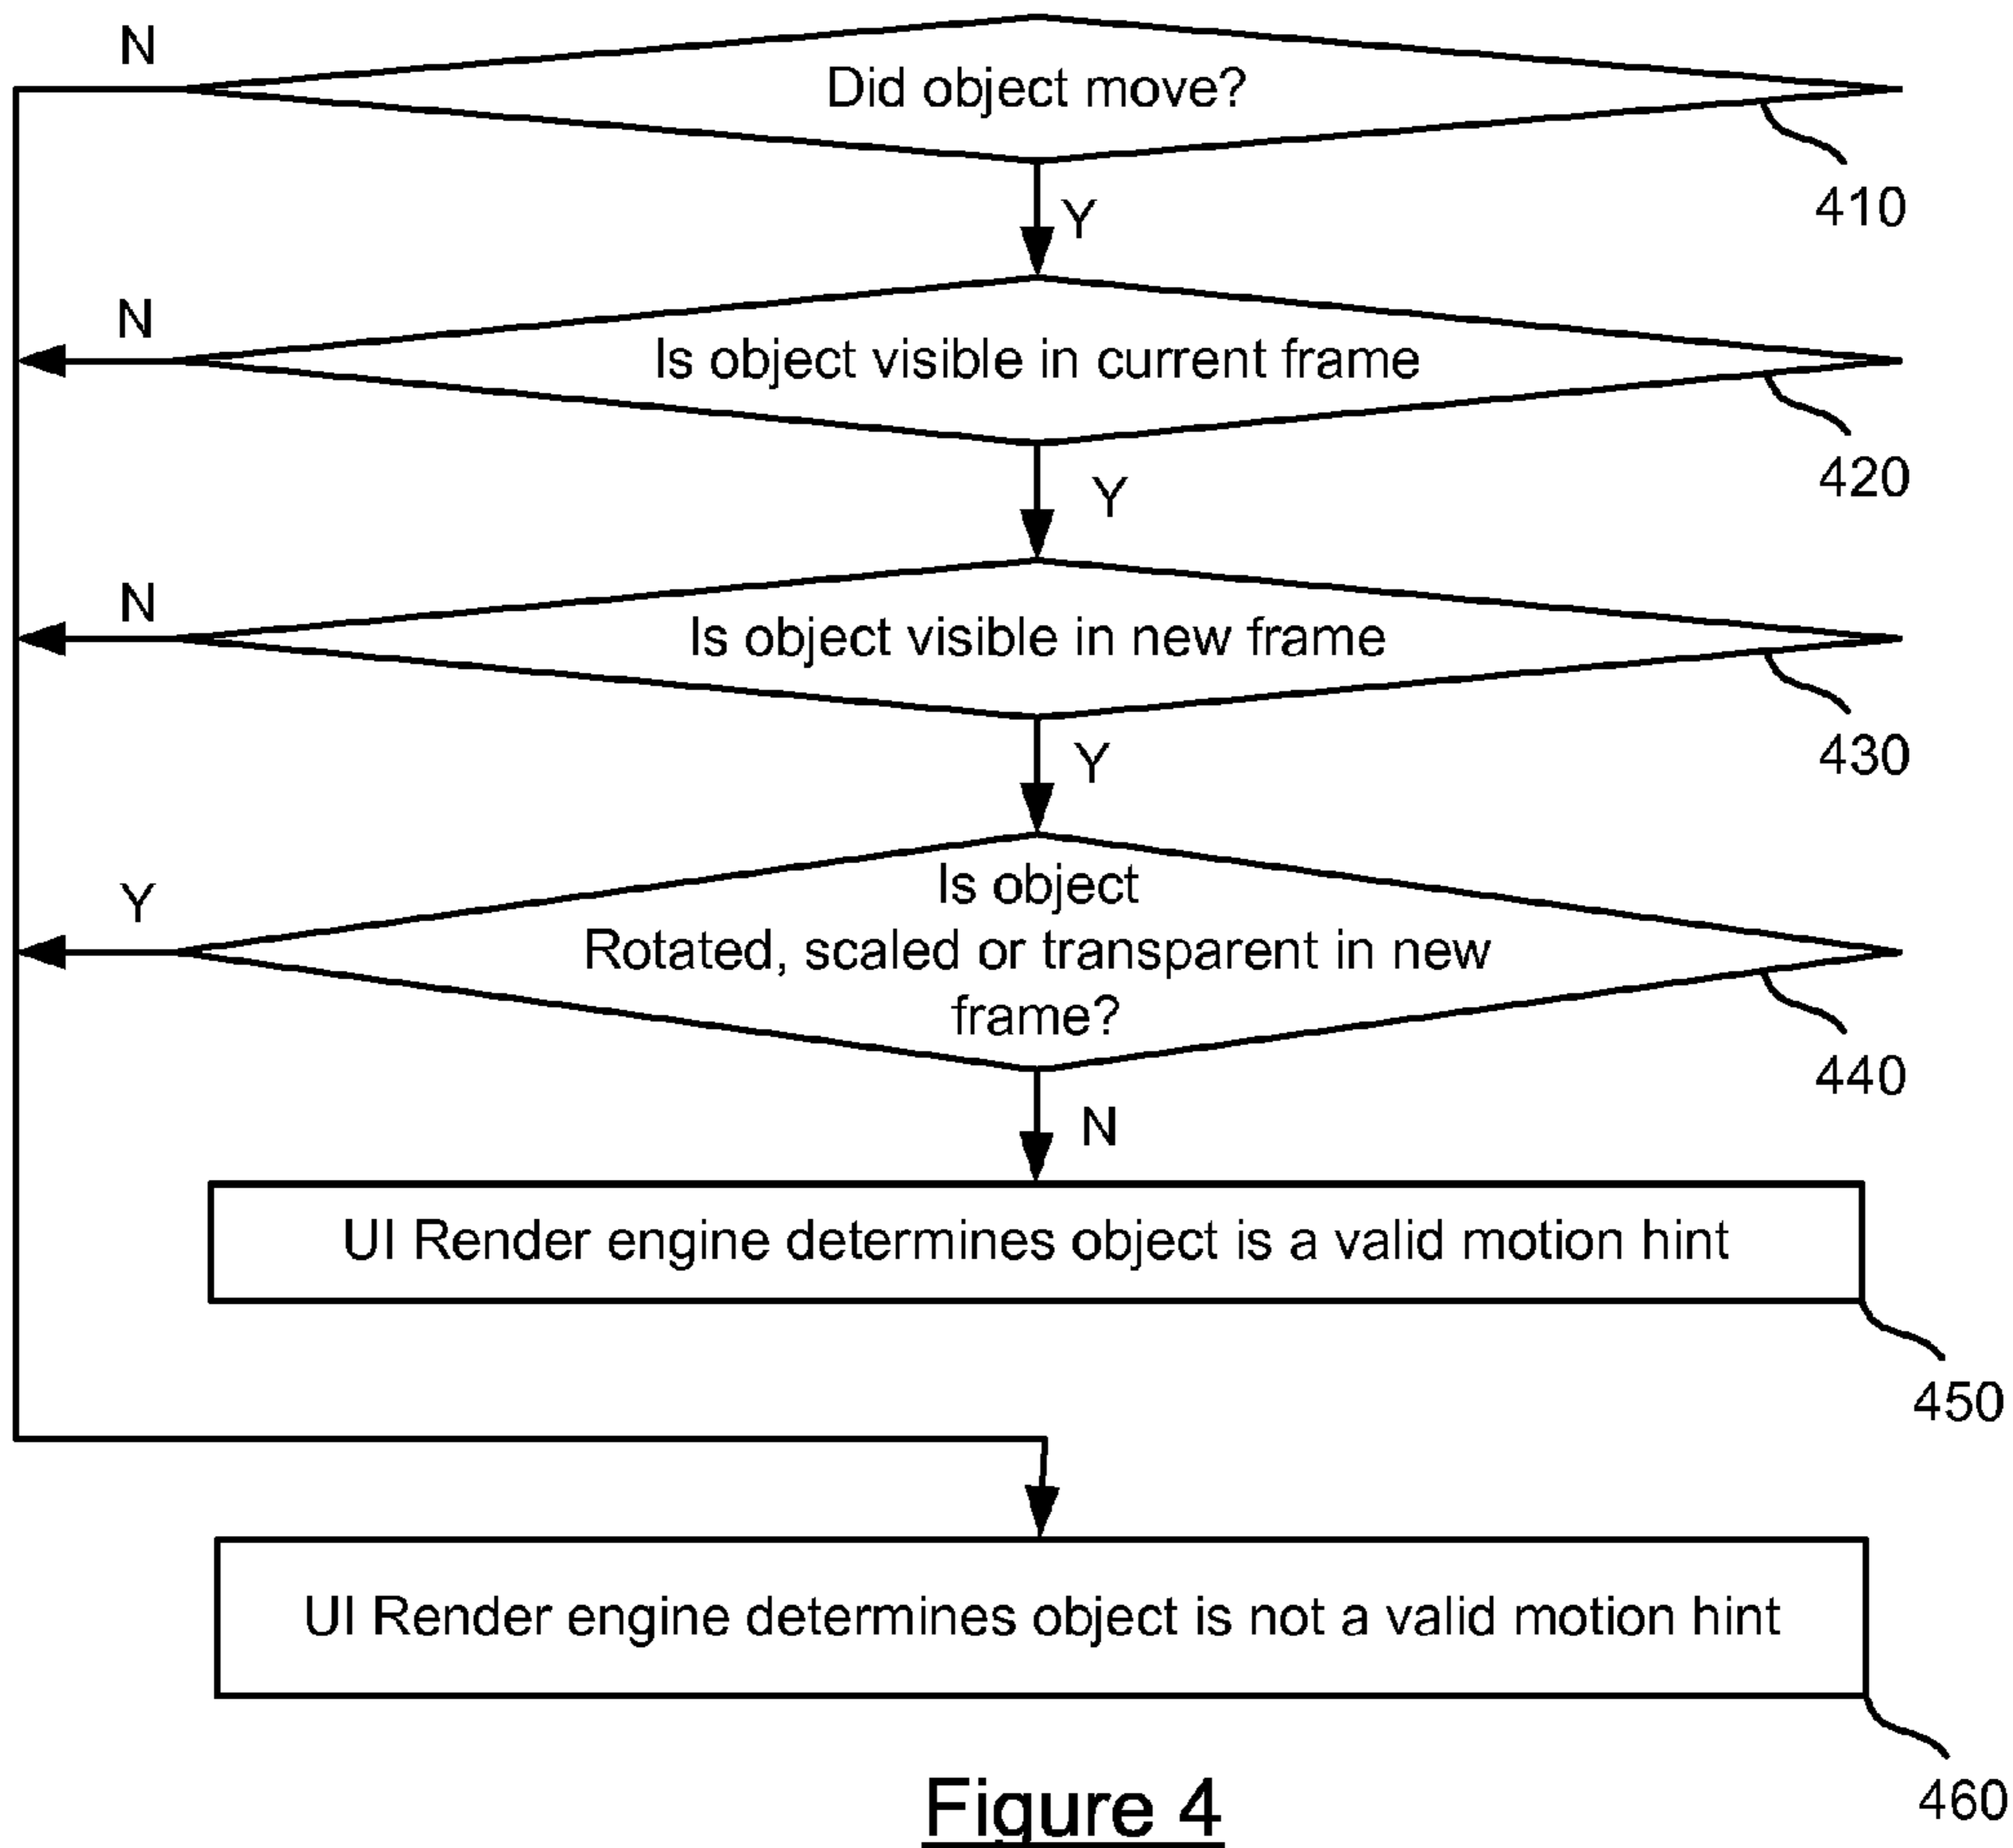 N
Did object move?
410
Y
N
Is object visible in current frame
420
Y
N
Is object visible in new frame
430
Y
Y
Is object
Rotated, scaled or transparent in new
frame?
440
N
UI Render engine determines object is a valid motion hint
450
UI Render engine determines object is not a valid motion hint
460
Figure 4